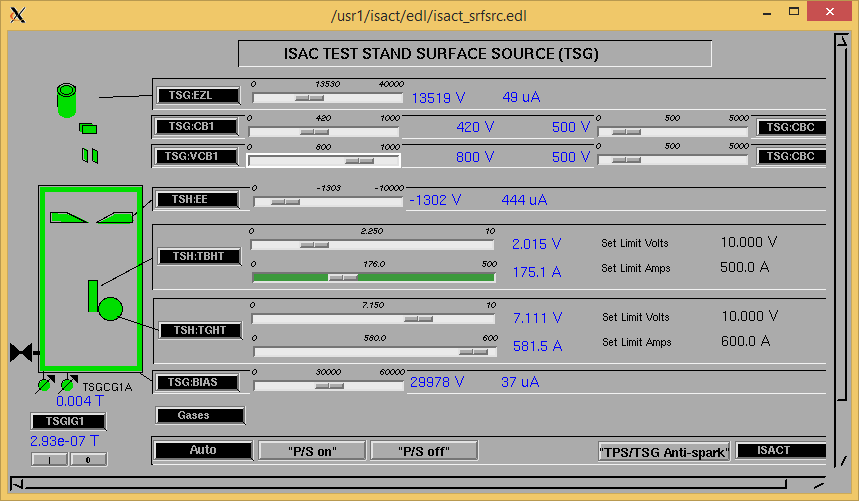 /usr1/isact/edl/isact_srfsrc.edl
ISAC TEST STAND SURFACE SOURCE (TSG)
0 13530 40000
TSG:EZL 13519 V 49 uA
0 420 1000 0 500 5000
TSG:CB1 420 V 500 V TSG:CBC
0 800 1000 0 500 5000
TSG:VCB1 800 V 500 V TSG:CBC
0 -1303 -10000
TSH:EE -1302 V 444 uA
0 2.250 10
2.015 V Set Limit Volts 10.000 V
TSH:TBHT
0 176.0 500
175.1 A Set Limit Amps 500.0 A
0 7.150 10
7.111 V Set Limit Volts 10.000 V
TSH:TGHT
0 580.0 600
581.5 A Set Limit Amps 600.0 A
0 30000 60000
TSG:BIAS 29978 V 37 uA
TSGCG1A
0.004 T
Gases
TSGIG1
2.93e-07 T
I 0
Auto "P/S on" "P/S off" "TPS/TSG Anti-spark" ISACT